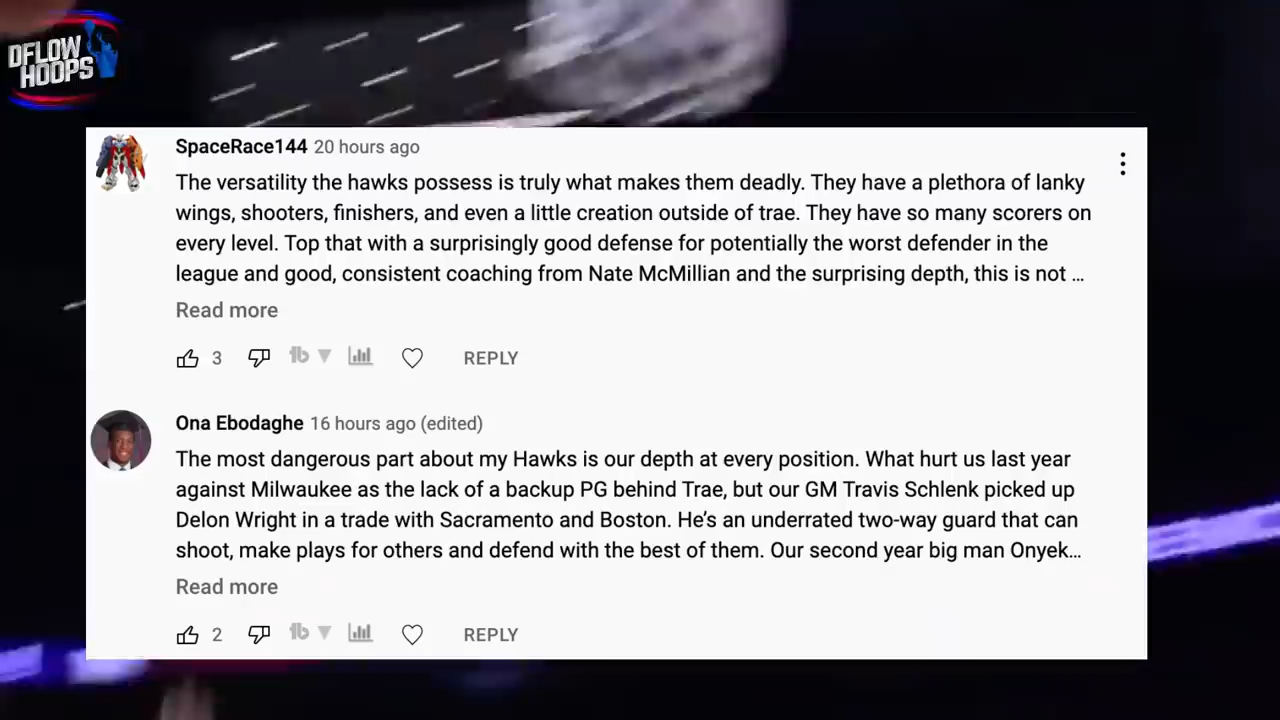 DFLOW
HOOPS
SpaceRace144 20 hours ago
The versatility the hawks possess is truly what makes them deadly. They have a plethora of lanky
wings, shooters, finishers, and even a little creation outside of trae. They have so many scorers on
every level. Top that with a surprisingly good defense for potentially the worst defender in the
league and good, consistent coaching from Nate McMillian and the surprising depth, this is not ...
Read more
3 REPLY
Ona Ebodaghe 16 hours ago (edited)
The most dangerous part about my Hawks is our depth at every position. What hurt us last year
against Milwaukee as the lack of a backup PG behind Trae, but our GM Travis Schlenk picked up
Delon Wright in a trade with Sacramento and Boston. He’s an underrated two-way guard that can
shoot, make plays for others and defend with the best of them. Our second year big man Onyek...
Read more
2 REPLY